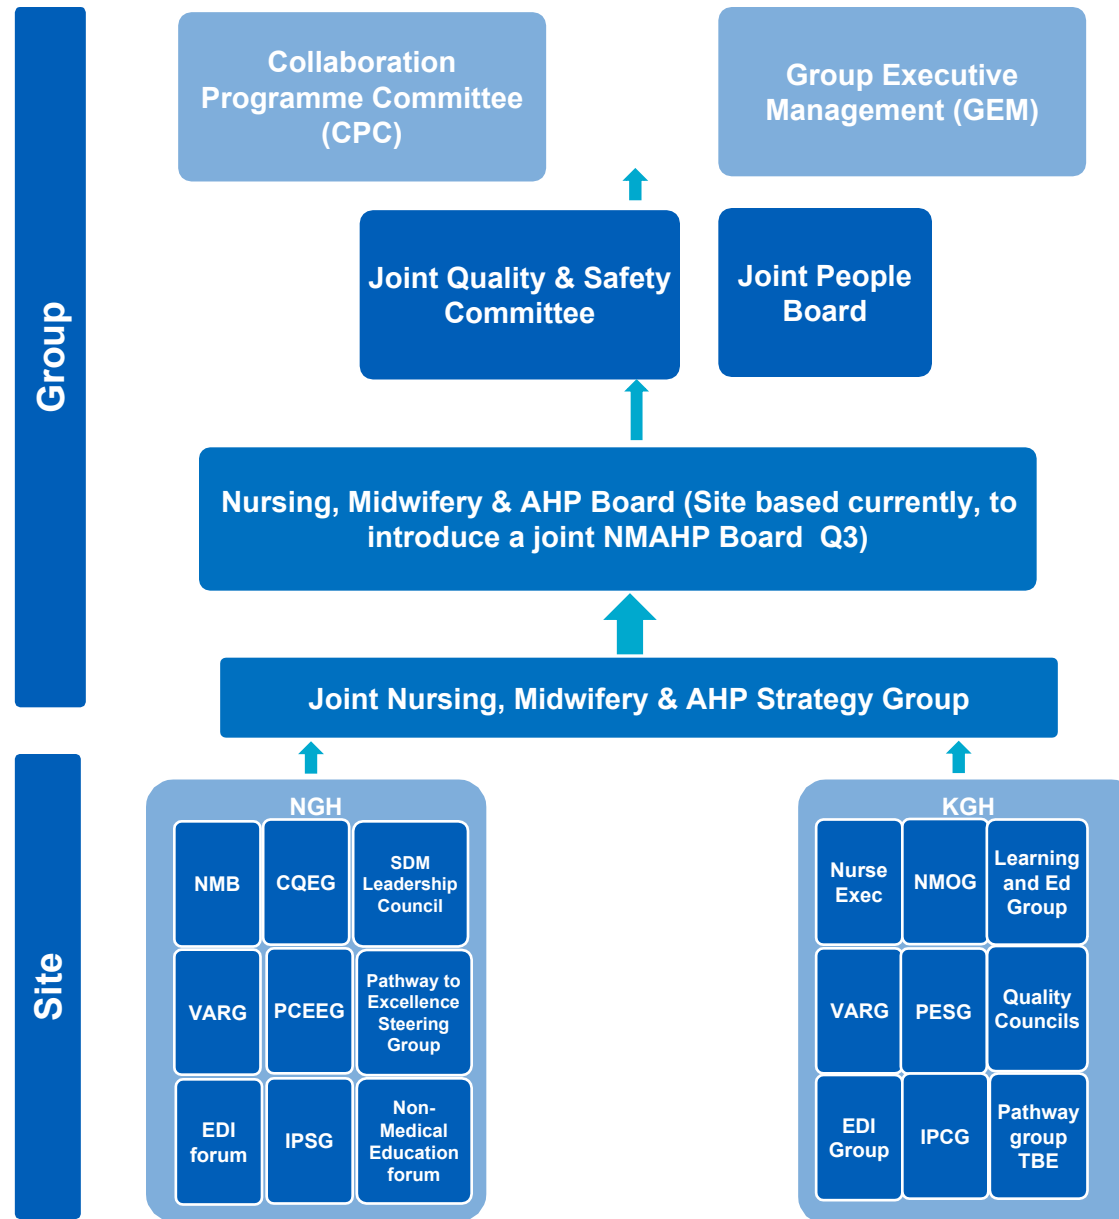 Group
Collaboration
Programme Committee
(CPC)
Group Executive
Management (GEM)
Joint Quality & Safety
Committee
Joint People
Board
Nursing, Midwifery & AHP Board (Site based currently, to
introduce a joint NMAHP Board  Q3)
Joint Nursing, Midwifery & AHP Strategy Group
Site
NGH
NMB
CQEG
SDM
Leadership
Council
VARG
PCEEG
Pathway to
Excellence
Steering
Group
EDI
forum
IPSG
Non-
Medical
Education
forum
KGH
Nurse
Exec
NMOG
Learning
and Ed
Group
VARG
PESG
Quality
Councils
EDI
Group
IPCG
Pathway
group
TBE